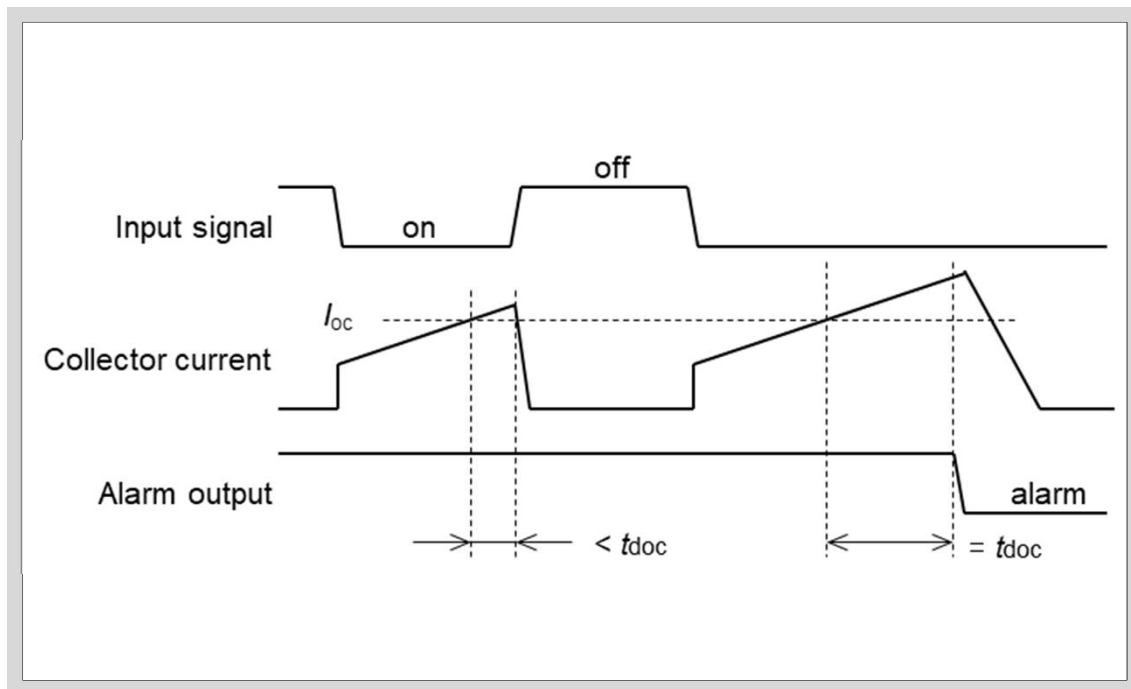 off
Input signal
on
Ioc
Collector current
Alarm output
alarm
< tdoc
= tdoc